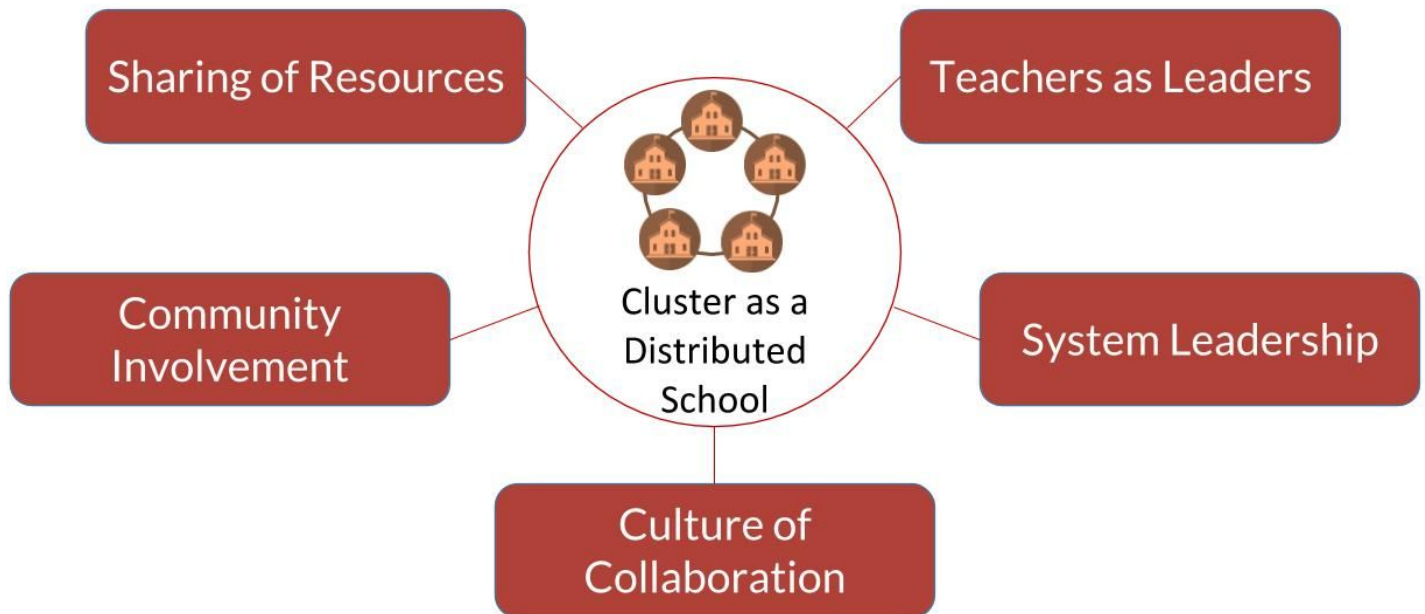 Sharing of Resources
Teachers as Leaders
Cluster as a
Distributed
School
Community
Involvement
System Leadership
Culture of
Collaboration